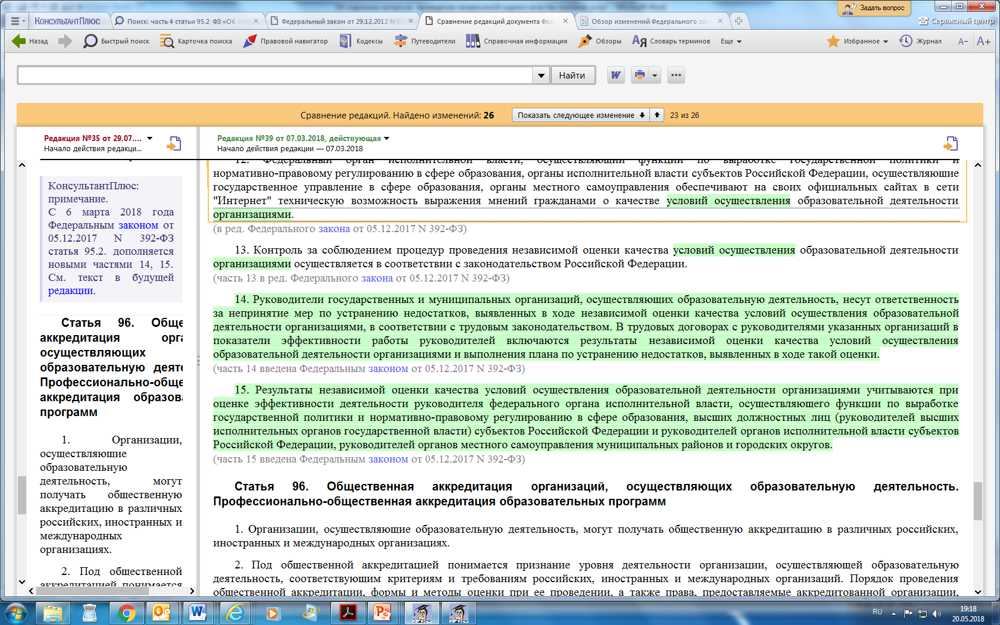 КОНСУЛЬТАНТПЛЮС
Поиск: часть 4 статьи 95.2 ФЗ «Об
Федеральный закон от 29.12.2012 N
Сравнение редакций документа Фед
Обзор изменений Федерального за
Задать вопрос
Сервисный центр
Назад
Быстрый поиск
Карточка поиска
Правовой навигатор
Кодексы
Путеводители
Справочная информация
Обзоры
Словарь терминов
Еще
Избранное
Журнал
A−
A+
Найти
Сравнение редакций. Найдено изменений: 26
Показать следующее изменение
23 из 26
Редакция №35 от 29.07....
Начало действия редакци...
КонсультантПлюс:
примечание.
С 6 марта 2018 года
Федеральным законом от
05.12.2017 N 392-ФЗ
статья 95.2. дополняется
новыми частями 14, 15.
См. текст в будущей
редакции.
Статья 96. Обще
аккредитация орга
осуществляющих
образовательную деяте
Профессионально-обще
аккредитация образова
программ
1. Организации,
осуществляющие
образовательную
деятельность, могут
получать общественную
аккредитацию в различных
российских, иностранных и
международных
организациях.
2. Под общественной
аккредитацией понимается
Редакция №39 от 07.03.2018, действующая
Начало действия редакции — 07.03.2018
12. Федеральный орган исполнительной власти, осуществляющий функции по выработке государственной политики и
нормативно-правовому регулированию в сфере образования, органы исполнительной власти субъектов Российской Федерации, осуществляющие
государственное управление в сфере образования, органы местного самоуправления обеспечивают на своих официальных сайтах в сети
"Интернет" техническую возможность выражения мнений гражданами о качестве условий осуществления образовательной деятельности
организациями.
(в ред. Федерального закона от 05.12.2017 N 392-ФЗ)
13. Контроль за соблюдением процедур проведения независимой оценки качества условий осуществления образовательной деятельности
организациями осуществляется в соответствии с законодательством Российской Федерации.
(часть 13 в ред. Федерального закона от 05.12.2017 N 392-ФЗ)
14. Руководители государственных и муниципальных организаций, осуществляющих образовательную деятельность, несут ответственность
за непринятие мер по устранению недостатков, выявленных в ходе независимой оценки качества условий осуществления образовательной
деятельности организациями, в соответствии с трудовым законодательством. В трудовых договорах с руководителями указанных организаций в
показатели эффективности работы руководителей включаются результаты независимой оценки качества условий осуществления
образовательной деятельности организациями и выполнения плана по устранению недостатков, выявленных в ходе такой оценки.
(часть 14 введена Федеральным законом от 05.12.2017 N 392-ФЗ)
15. Результаты независимой оценки качества условий осуществления образовательной деятельности организациями учитываются при
оценке эффективности деятельности руководителя федерального органа исполнительной власти, осуществляющего функции по выработке
государственной политики и нормативно-правовому регулированию в сфере образования, высших должностных лиц (руководителей высших
исполнительных органов государственной власти) субъектов Российской Федерации и руководителей органов исполнительной власти субъектов
Российской Федерации, руководителей органов местного самоуправления муниципальных районов и городских округов.
(часть 15 введена Федеральным законом от 05.12.2017 N 392-ФЗ)
Статья 96. Общественная аккредитация организаций, осуществляющих образовательную деятельность.
Профессионально-общественная аккредитация образовательных программ
1. Организации, осуществляющие образовательную деятельность, могут получать общественную аккредитацию в различных российских,
иностранных и международных организациях.
2. Под общественной аккредитацией понимается признание уровня деятельности организации, осуществляющей образовательную
деятельность, соответствующим критериям и требованиям российских, иностранных и международных организаций. Порядок проведения
общественной аккредитации, формы и методы оценки при ее проведении, а также права, предоставляемые аккредитованной организации,
RU
19:18
20.05.2018